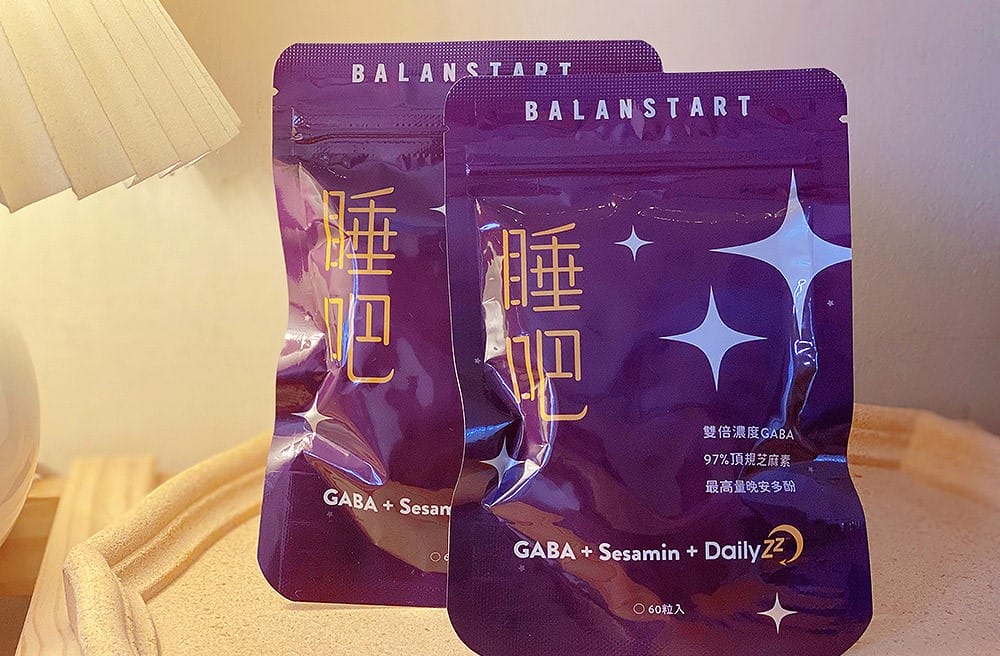 BALANSTART
睡吧
GABA + Sesam
BALANSTART
睡吧
雙倍濃度GABA
97%頂規芝麻素
最高量晚安多酚
GABA + Sesamin + DailyZz
60粒入